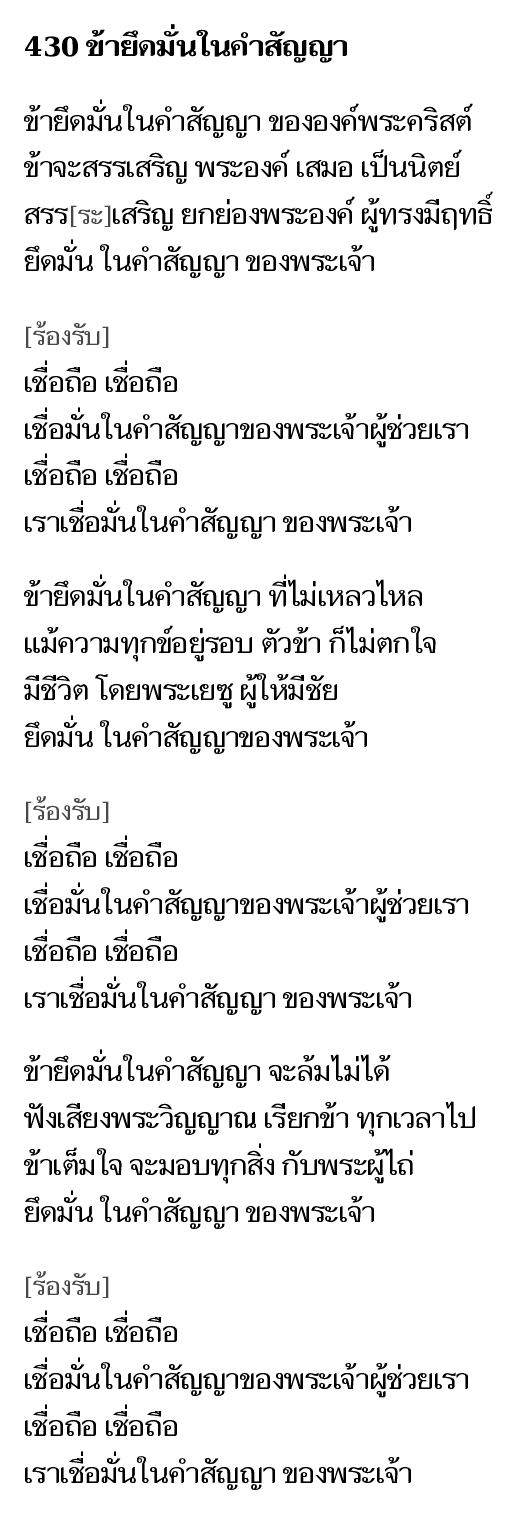 430 ข้ายึดมั่นในคำสัญญา
ข้ายึดมั่นในคำสัญญา ขององค์พระคริสต์
ข้าจะสรรเสริญ พระองค์ เสมอ เป็นนิตย์
สรร[ระ]เสริญ ยกย่องพระองค์ ผู้ทรงมีฤทธิ์
ยึดมั่น ในคำสัญญา ของพระเจ้า
[ร้องรับ]
เชื่อถือ เชื่อถือ
เชื่อมั่นในคำสัญญาของพระเจ้าผู้ช่วยเรา
เชื่อถือ เชื่อถือ
เราเชื่อมั่นในคำสัญญา ของพระเจ้า
ข้ายึดมั่นในคำสัญญา ที่ไม่เหลวไหล
แม้ความทุกข์อยู่รอบ ตัวข้า ก็ไม่ตกใจ
มีชีวิต โดยพระเยซู ผู้ให้มีชัย
ยึดมั่น ในคำสัญญาของพระเจ้า
[ร้องรับ]
เชื่อถือ เชื่อถือ
เชื่อมั่นในคำสัญญาของพระเจ้าผู้ช่วยเรา
เชื่อถือ เชื่อถือ
เราเชื่อมั่นในคำสัญญา ของพระเจ้า
ข้ายึดมั่นในคำสัญญา จะล้มไม่ได้
ฟังเสียงพระวิญญาณ เรียกข้า ทุกเวลาไป
ข้าเต็มใจ จะมอบทุกสิ่ง กับพระผู้ไถ่
ยึดมั่น ในคำสัญญา ของพระเจ้า
[ร้องรับ]
เชื่อถือ เชื่อถือ
เชื่อมั่นในคำสัญญาของพระเจ้าผู้ช่วยเรา
เชื่อถือ เชื่อถือ
เราเชื่อมั่นในคำสัญญา ของพระเจ้า